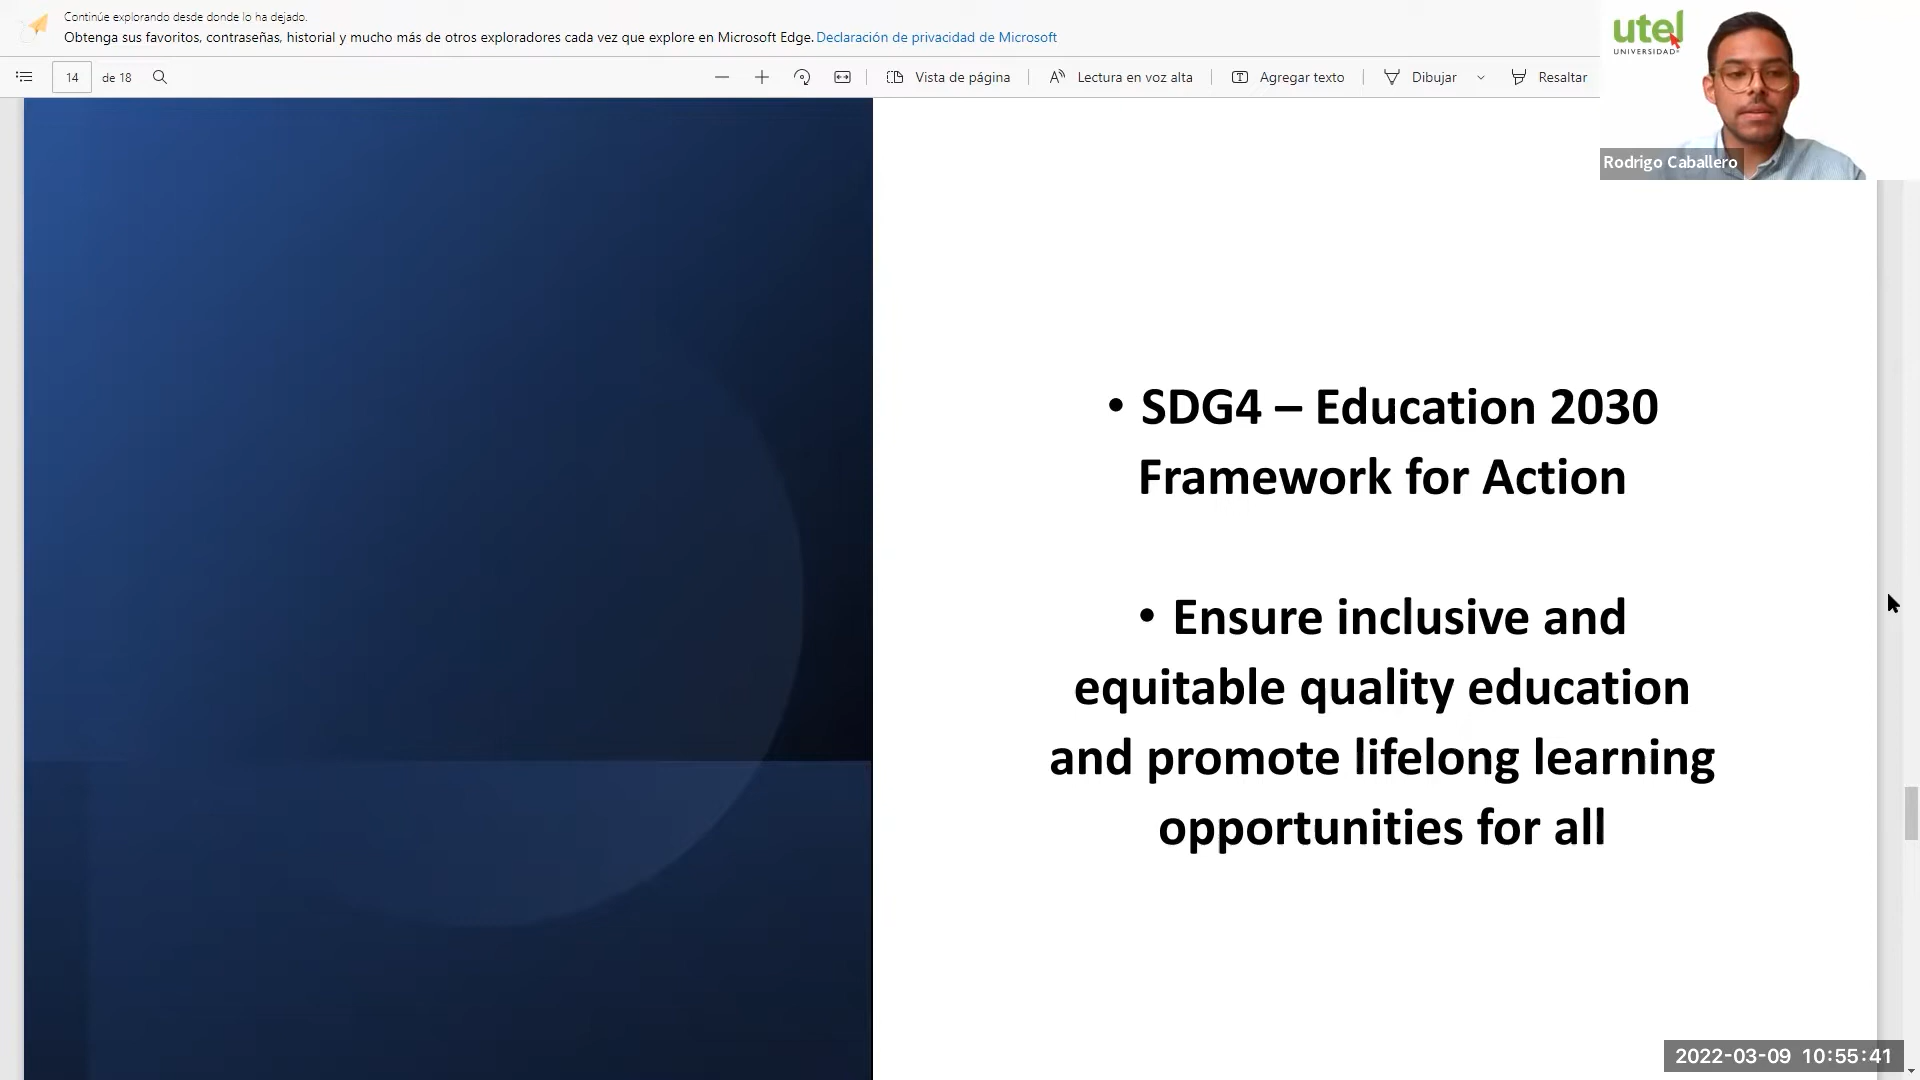 Continúe explorando desde donde lo ha dejado.
Obtenga sus favoritos, contraseñas, historial y mucho más de otros exploradores cada vez que explore en Microsoft Edge. Declaración de privacidad de Microsoft
14 de 18 Vista de página Lectura en voz alta Agregar texto Dibujar Resaltar
utel
UNIVERSIDAD
Rodrigo Caballero
• SDG4 – Education 2030
Framework for Action
• Ensure inclusive and
equitable quality education
and promote lifelong learning
opportunities for all
2022-03-09 10:55:41